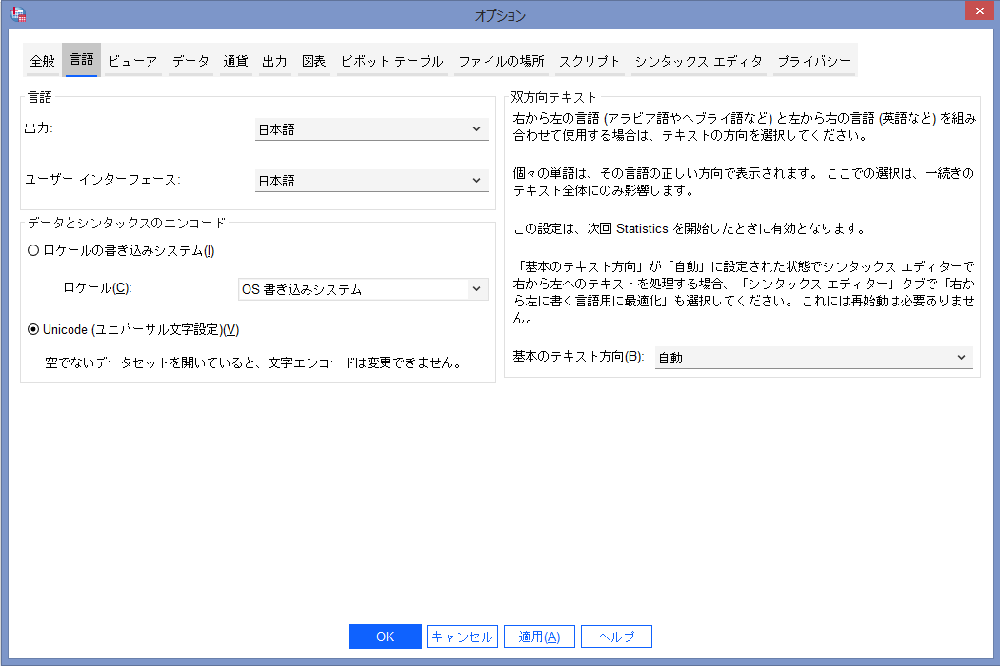 オプション
全般 言語 ビューア データ 通貨 出力 図表 ピボット テーブル ファイルの場所 スクリプト シンタックス エディタ プライバシー
言語
出力: 日本語
ユーザー インターフェース: 日本語
データとシンタックスのエンコード
ロケールの書き込みシステム(I)
ロケール(C): OS 書き込みシステム
Unicode (ユニバーサル文字設定)(V)
空でないデータセットを開いていると、文字エンコードは変更できません。
双方向テキスト
右から左の言語 (アラビア語やヘブライ語など) と左から右の言語 (英語など) を組み
合わせて使用する場合は、テキストの方向を選択してください。
個々の単語は、その言語の正しい方向で表示されます。 ここでの選択は、一続きの
テキスト全体にのみ影響します。
この設定は、次回 Statistics を開始したときに有効となります。
「基本のテキスト方向」が「自動」に設定された状態でシンタックス エディターで
右から左へのテキストを処理する場合、「シンタックス エディター」タブで「右か
ら左に書く言語用に最適化」も選択してください。 これには再始動は必要ありませ
ん。
基本のテキスト方向(B): 自動
OK キャンセル 適用(A) ヘルプ